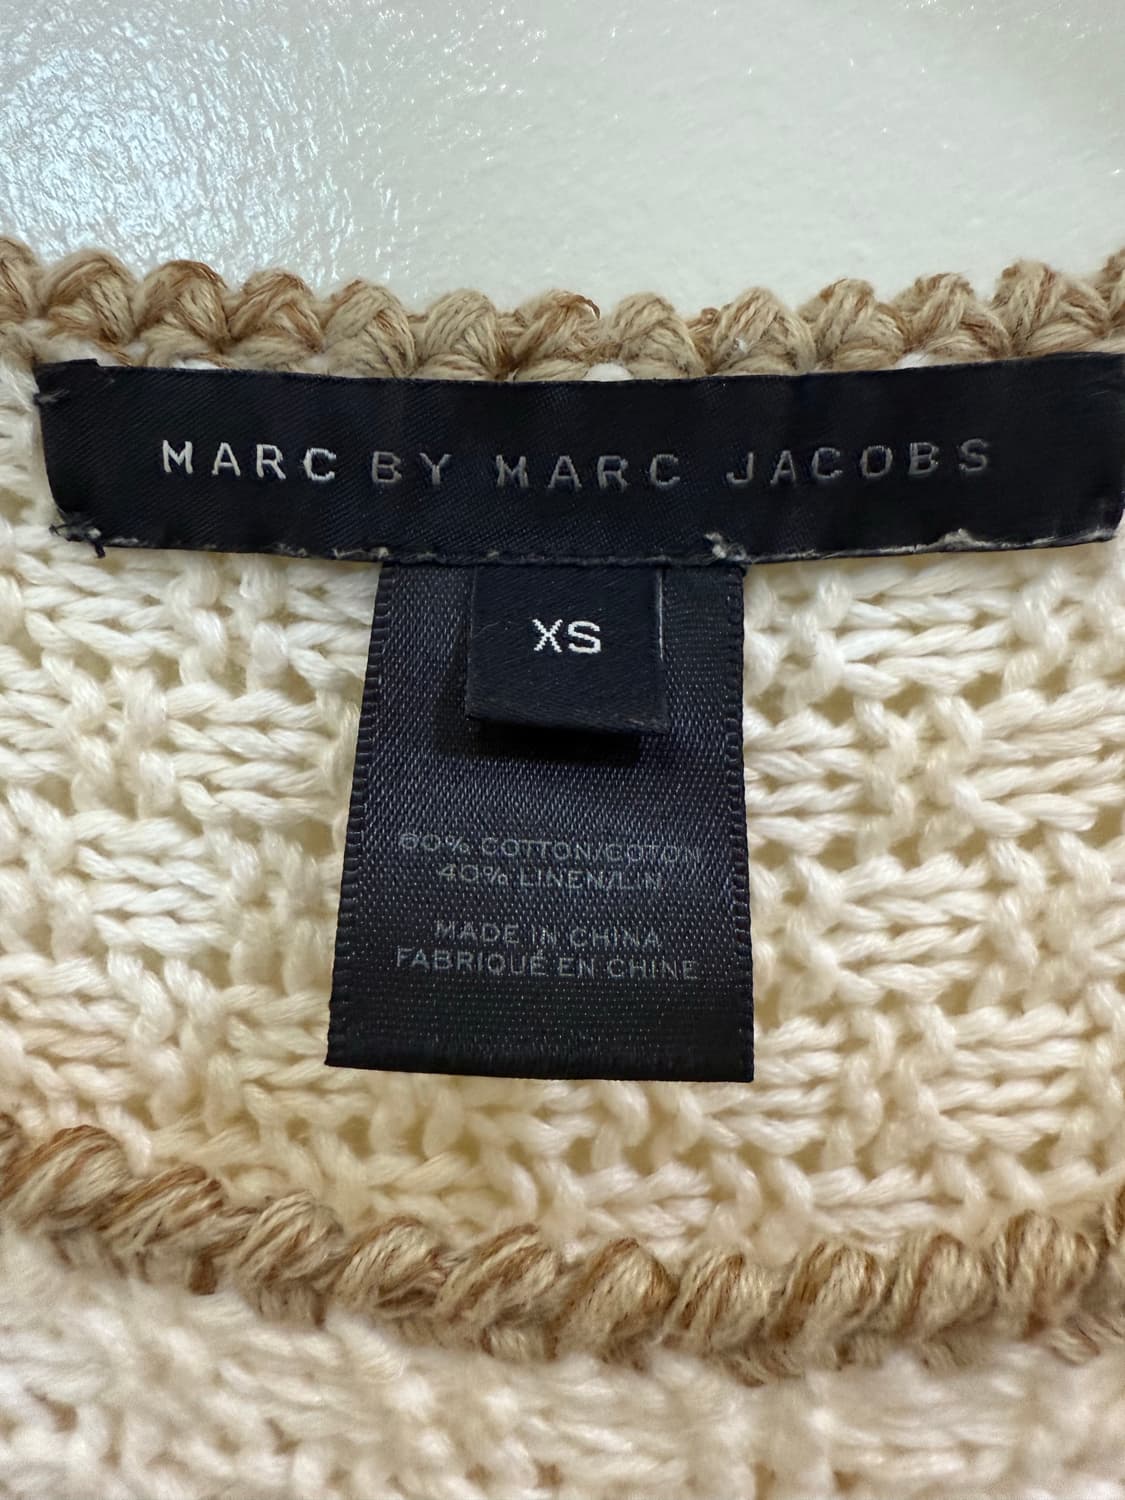 MARC BY MARC JACOBS
XS
60% COTTON/COTON
40% LINEN/LIN
MADE IN CHINA
FABRIQUÉ EN CHINE